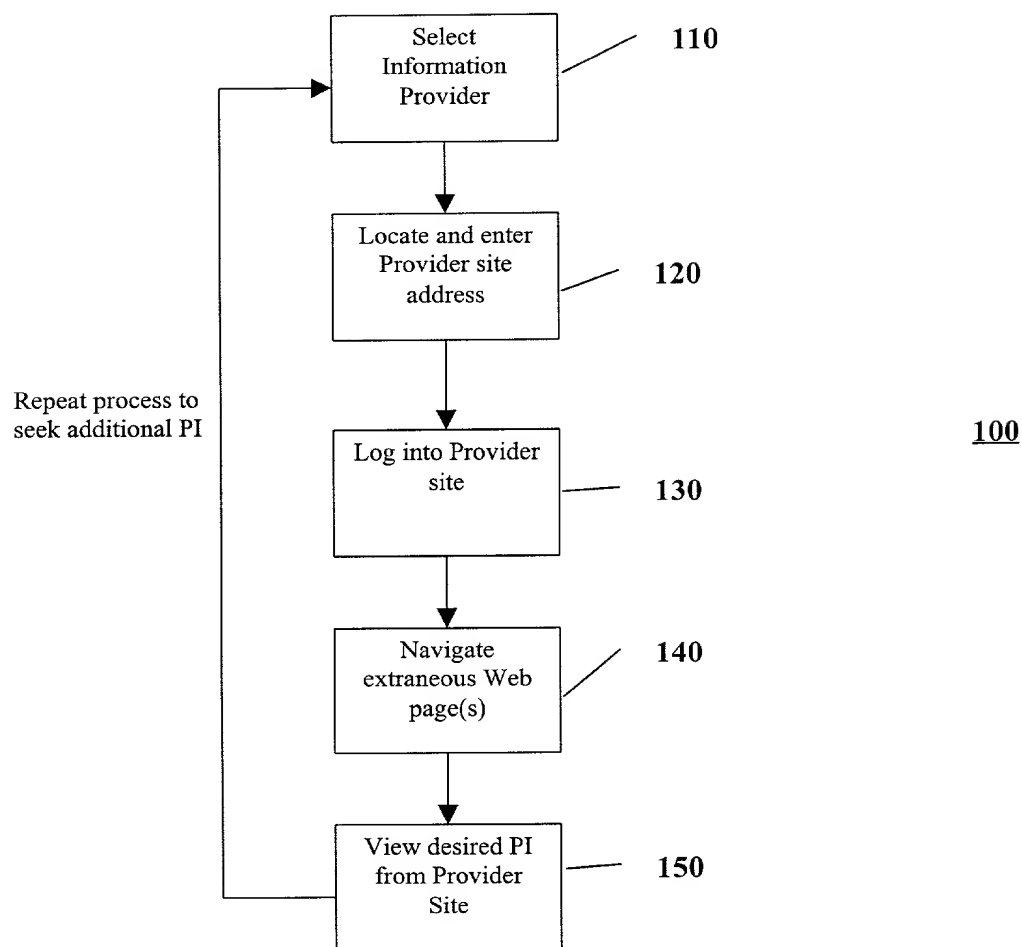 Select
Information
Provider
110
Locate and enter
Provider site
address
120
Repeat process to
seek additional PI
Log into Provider
site
100
130
Navigate
extraneous Web
page(s)
140
View desired PI
from Provider
Site
150